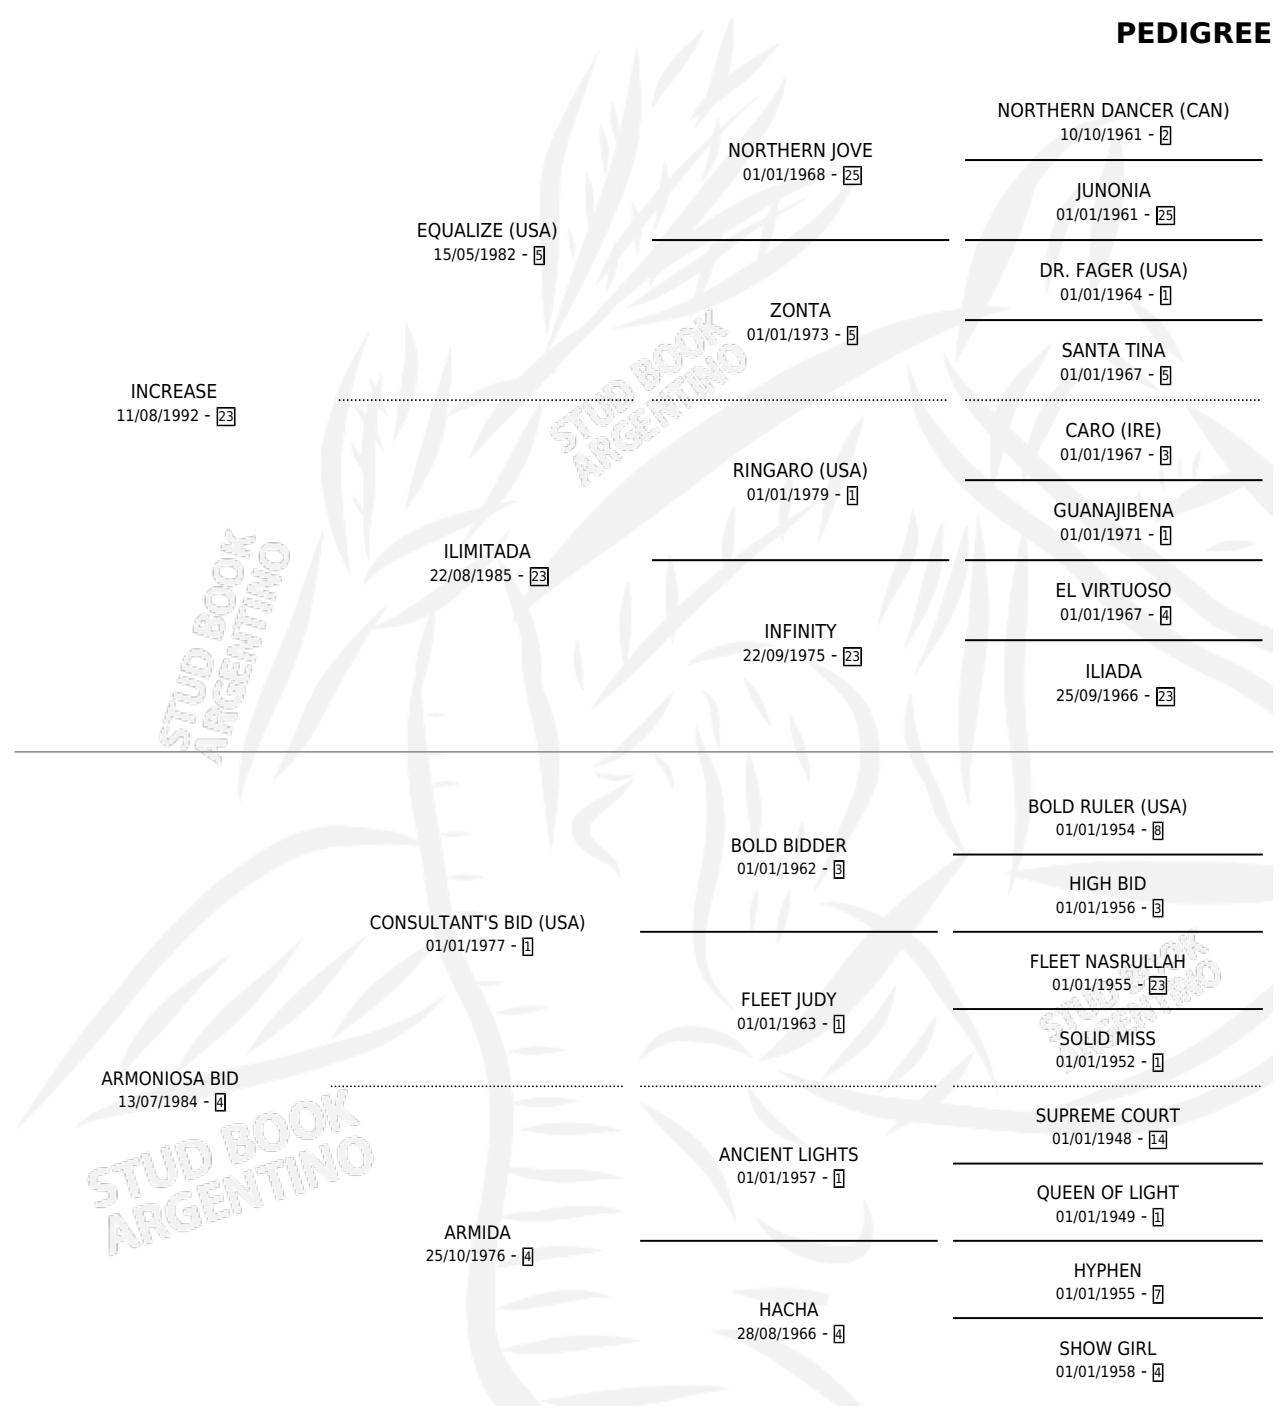 PEDIGREE
NORTHERN DANCER (CAN)
10/10/1961 - 2
NORTHERN JOVE
01/01/1968 - 25
JUNONIA
01/01/1961 - 25
EQUALIZE (USA)
15/05/1982 - 5
DR. FAGER (USA)
01/01/1964 - 1
ZONTA
01/01/1973 - 5
SANTA TINA
01/01/1967 - 5
INCREASE
11/08/1992 - 23
STUD BOOK
ARGENTINO
CARO (IRE)
01/01/1967 - 3
RINGARO (USA)
01/01/1979 - 1
GUANAJIBENA
01/01/1971 - 1
ILIMITADA
22/08/1985 - 23
EL VIRTUOSO
01/01/1967 - 4
INFINITY
22/09/1975 - 23
ILIADA
25/09/1966 - 23
STUD BOOK
ARGENTINO
BOLD RULER (USA)
01/01/1954 - 8
BOLD BIDDER
01/01/1962 - 3
HIGH BID
01/01/1956 - 3
CONSULTANT'S BID (USA)
01/01/1977 - 1
FLEET NASRULLAH
01/01/1955 - 23
FLEET JUDY
01/01/1963 - 1
STUD BOOK
ARGENTINO
SOLID MISS
01/01/1952 - 1
ARMONIOSA BID
13/07/1984 - 4
SUPREME COURT
01/01/1948 - 14
ANCIENT LIGHTS
01/01/1957 - 1
STUD BOOK
ARGENTINO
QUEEN OF LIGHT
01/01/1949 - 1
ARMIDA
25/10/1976 - 4
HYPHEN
01/01/1955 - 7
HACHA
28/08/1966 - 4
SHOW GIRL
01/01/1958 - 4